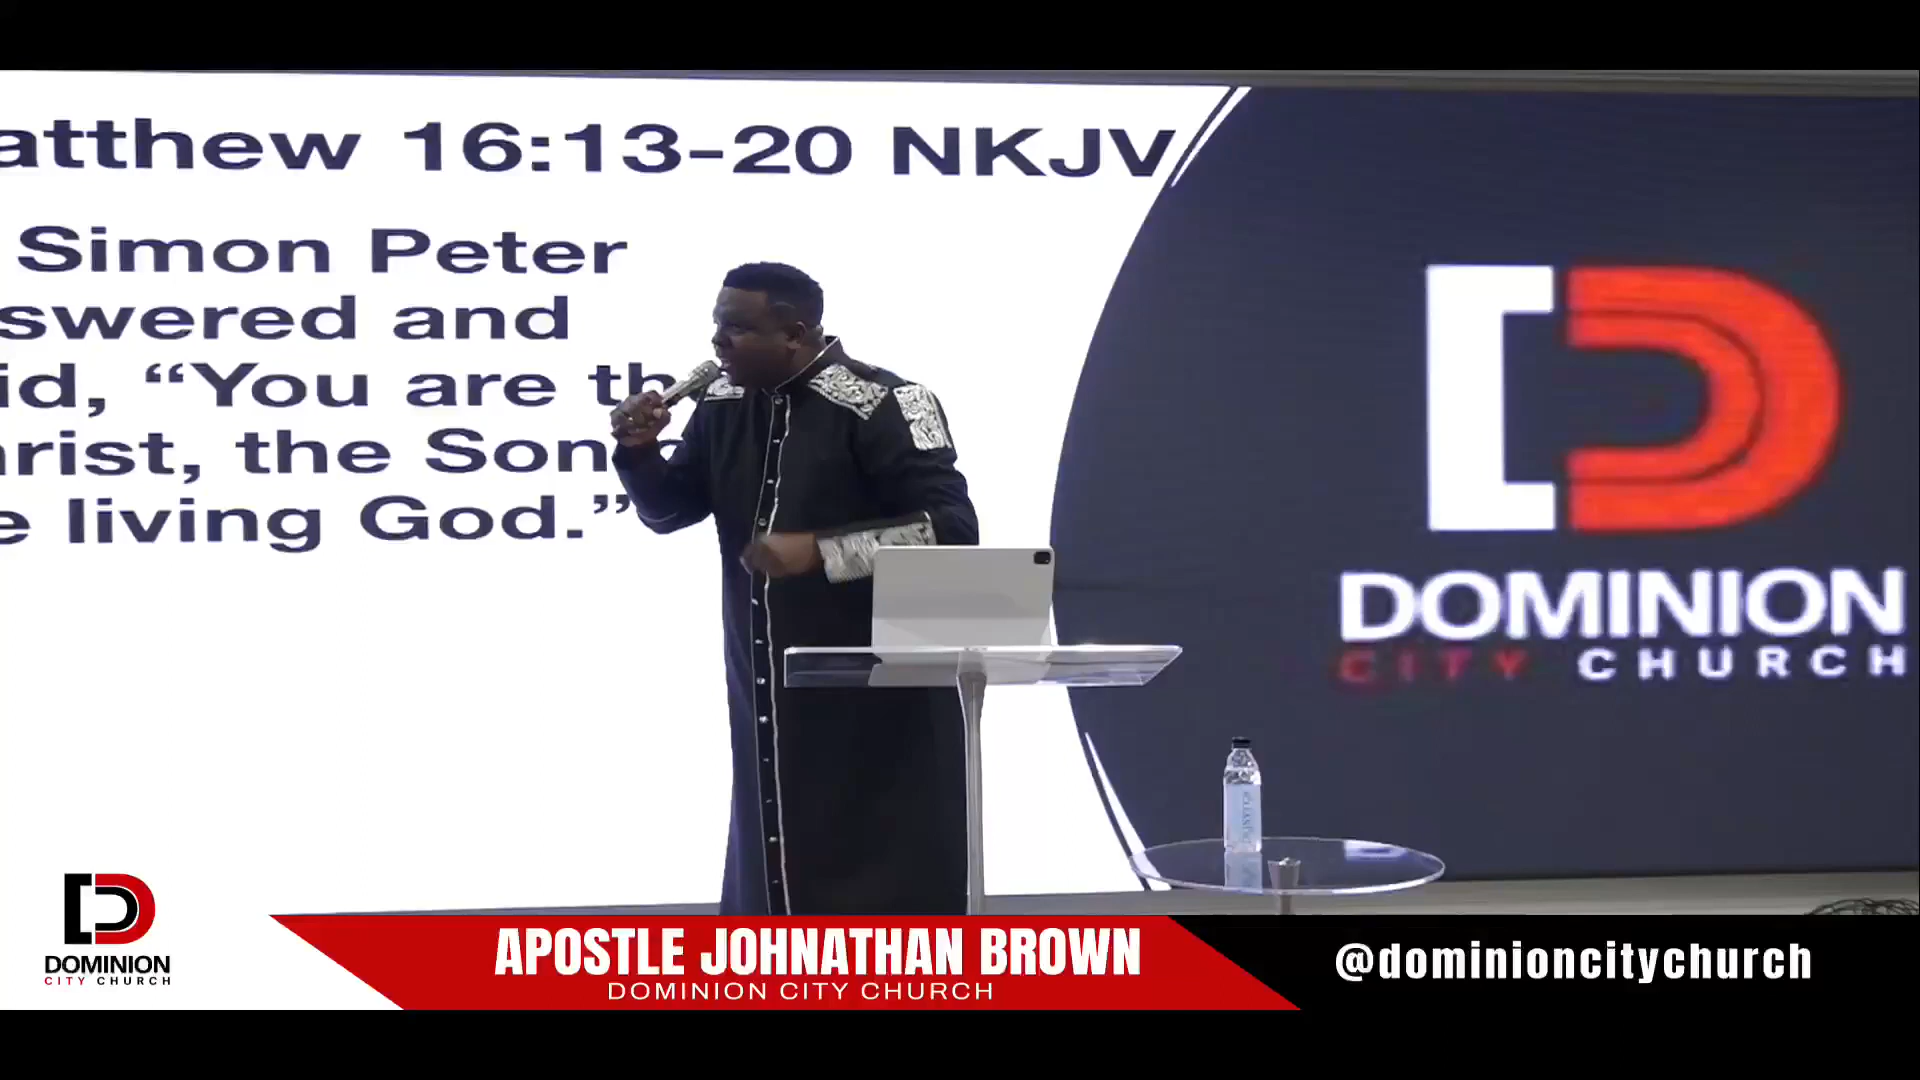 atthew 16:13-20 NKJV
Simon Peter
swered and
id, “You are th
rist, the Son
e living God.”
DOMINION
CITY CHURCH
DOMINION
CITY CHURCH
APOSTLE JOHNATHAN BROWN
DOMINION CITY CHURCH
@dominioncitychurch